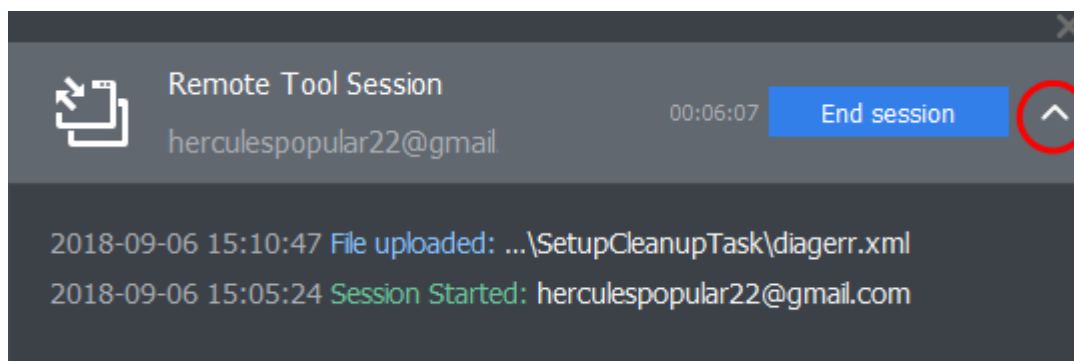 Remote Tool Session
00:06:07 End session
herculespopular22@gmail
2018-09-06 15:10:47 File uploaded: ...\SetupCleanupTask\diagerr.xml
2018-09-06 15:05:24 Session Started: herculespopular22@gmail.com